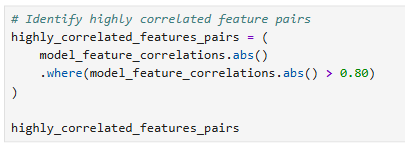 # Identify highly correlated feature pairs
highly_correlated_features_pairs = (
    model_feature_correlations.abs()
    .where(model_feature_correlations.abs() > 0.80)
)
highly_correlated_features_pairs